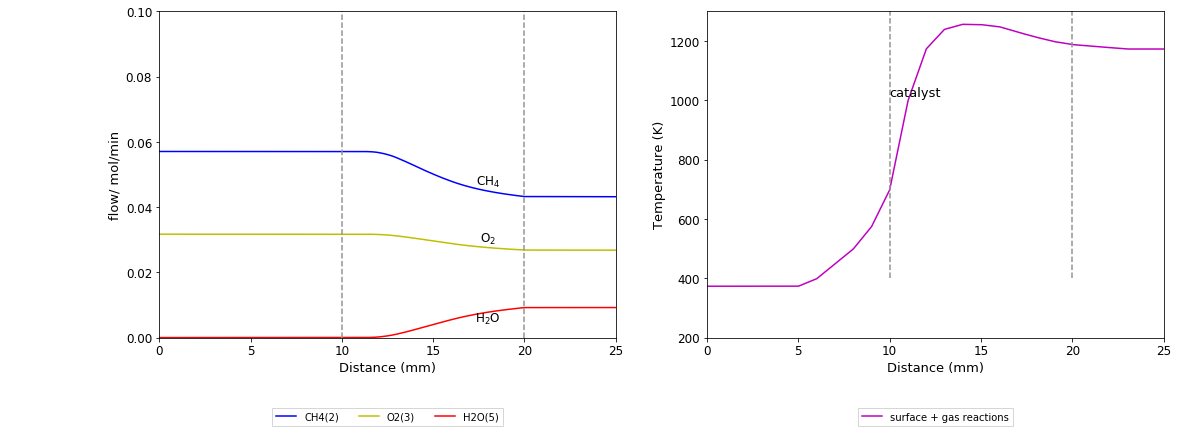 0.10
0.08
0.06
0.04
0.02
0.00
flow/ mol/min
CH₄
O₂
H₂O
0 5 10 15 20 25
Distance (mm)
CH4(2) O2(3) H2O(5)
1200
1000
800
600
400
200
Temperature (K)
catalyst
0 5 10 15 20 25
Distance (mm)
surface + gas reactions